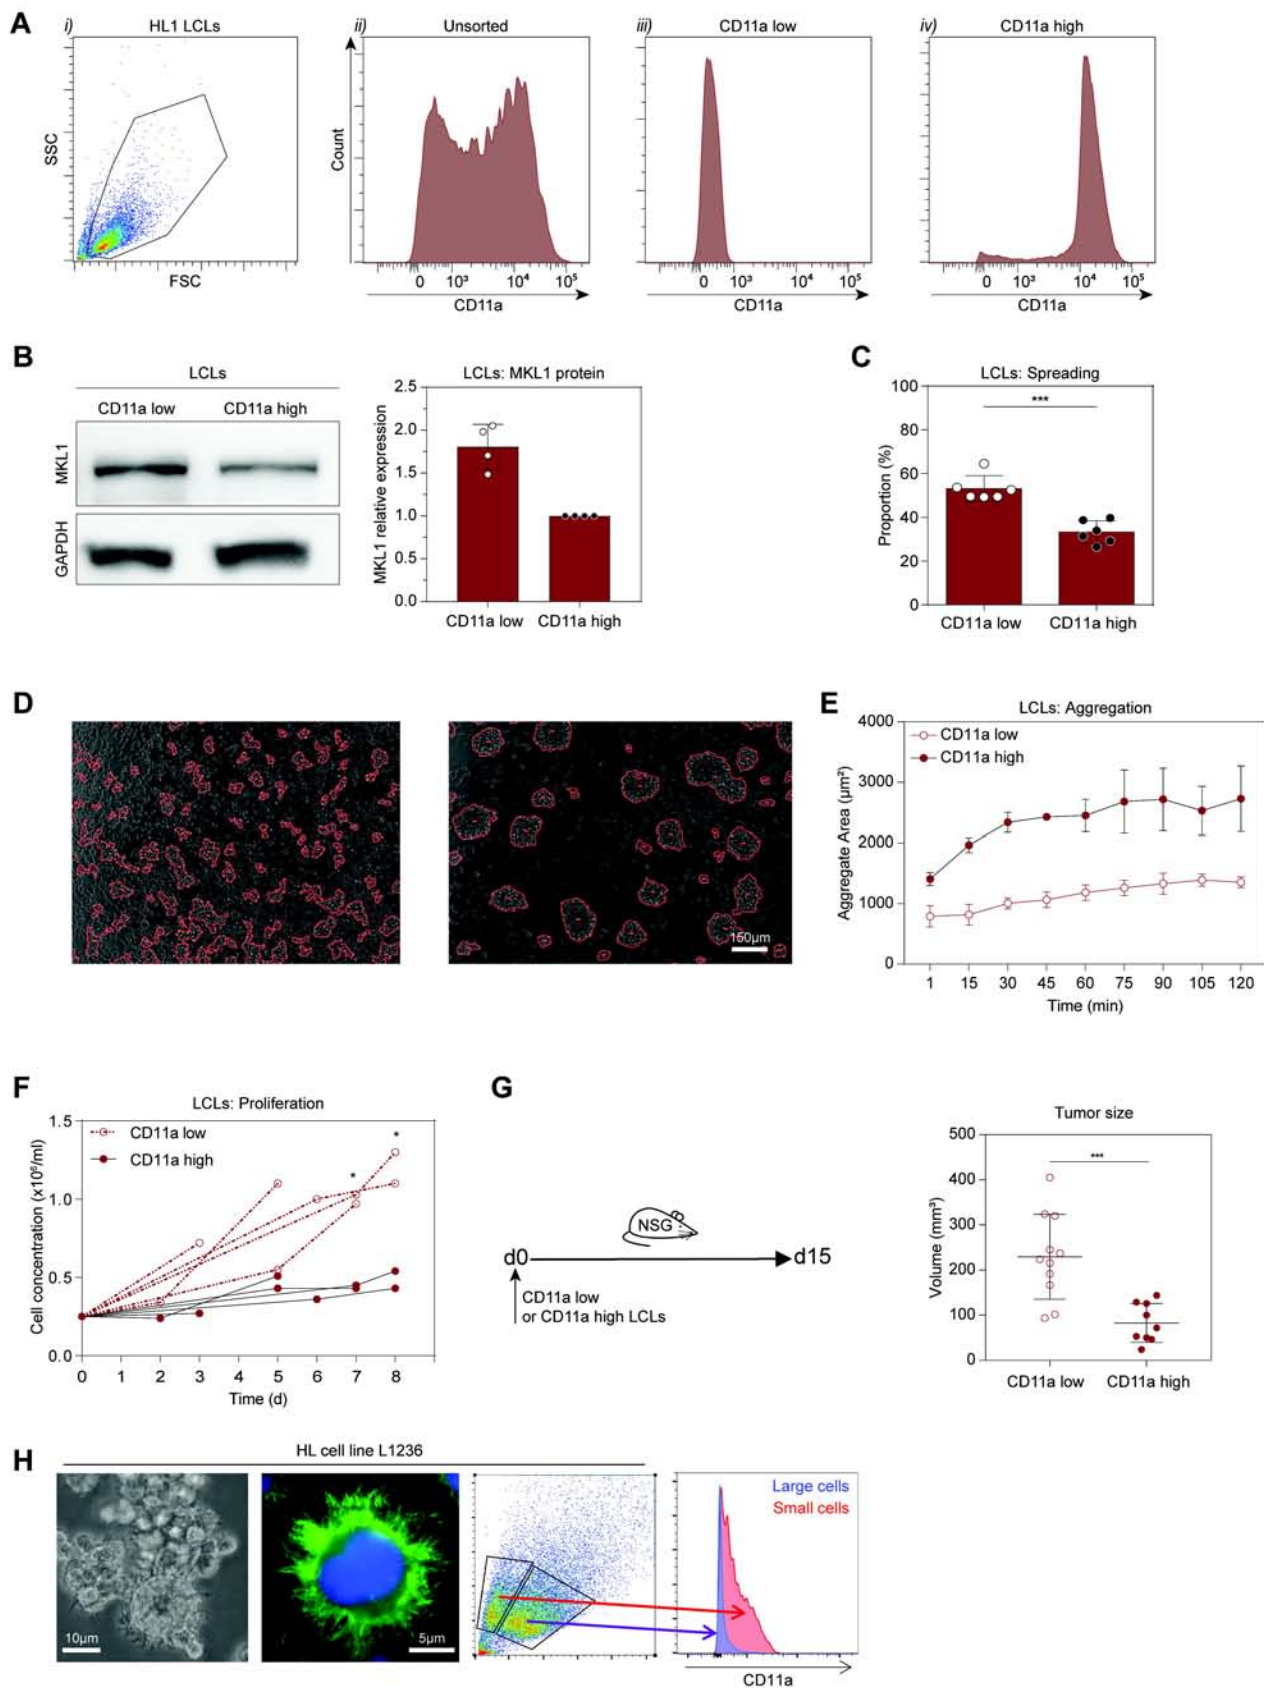 A
i) HL1 LCLs
ii) Unsorted
iii) CD11a low
iv) CD11a high
SSC
FSC
Count
0 10³ 10⁴ 10⁵
CD11a
0 10³ 10⁴ 10⁵
CD11a
0 10³ 10⁴ 10⁵
CD11a
B
LCLs
CD11a low CD11a high
MKL1
GAPDH
LCLs: MKL1 protein
MKL1 relative expression
2.5
2.0
1.5
1.0
0.5
0.0
CD11a low CD11a high
C
LCLs: Spreading
***
Proportion (%)
100
80
60
40
20
0
CD11a low CD11a high
D
150µm
E
LCLs: Aggregation
CD11a low
CD11a high
Aggregate Area (µm²)
4000
3000
2000
1000
0
1 15 30 45 60 75 90 105 120
Time (min)
F
LCLs: Proliferation
CD11a low
CD11a high
*
*
Cell concentration (x10⁶/ml)
1.5
1.0
0.5
0.0
0 1 2 3 4 5 6 7 8
Time (d)
G
NSG
d0 d15
CD11a low
or CD11a high LCLs
Tumor size
***
Volume (mm³)
500
400
300
200
100
0
CD11a low CD11a high
H
HL cell line L1236
10µm
5µm
Large cells
Small cells
CD11a